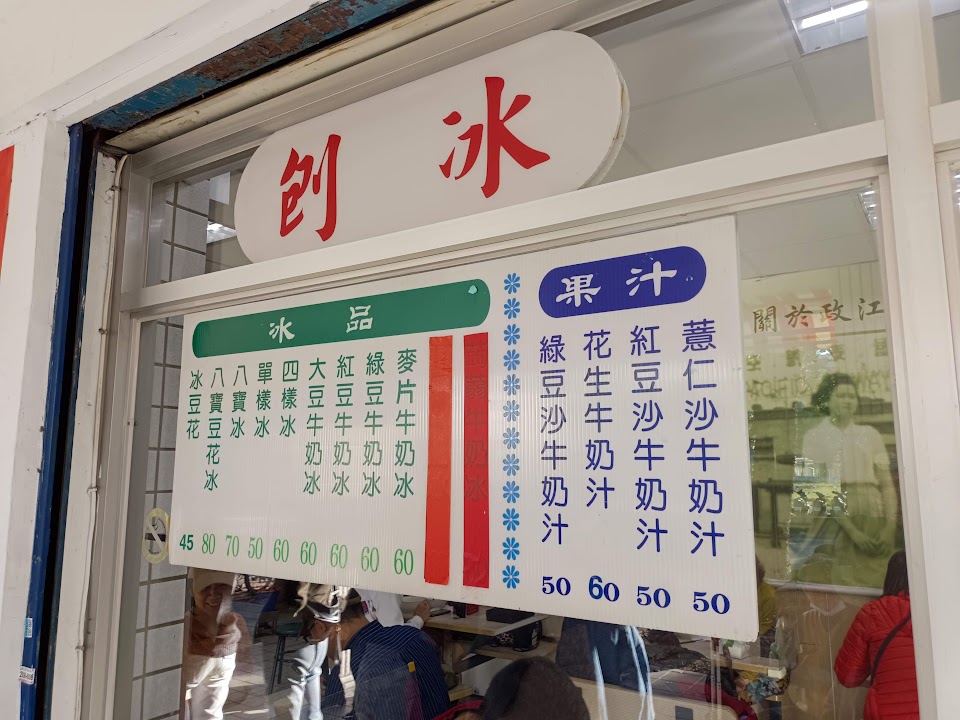 刨冰
冰品
冰豆花 45
八寶豆花冰 80
八寶冰 70
單樣冰 50
四樣冰 60
大豆牛奶冰 60
紅豆牛奶冰 60
綠豆牛奶冰 60
麥片牛奶冰 60
果汁
綠豆沙牛奶汁 50
花生牛奶汁 60
紅豆沙牛奶汁 50
薏仁沙牛奶汁 50
關於政江